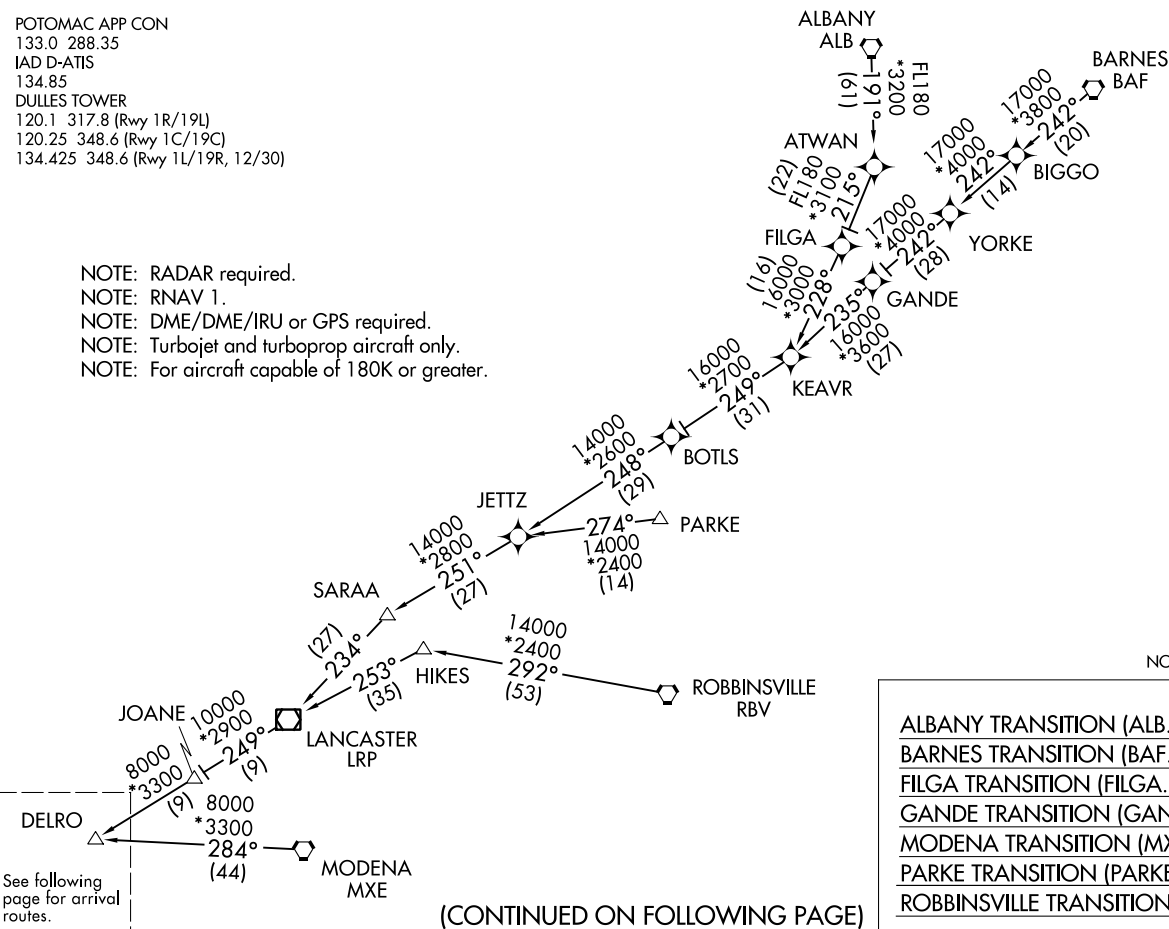 POTOMAC APP CON
133.0 288.35
IAD D-ATIS
134.85
DULLES TOWER
120.1 317.8 (Rwy 1R/19L)
120.25 348.6 (Rwy 1C/19C)
134.425 348.6 (Rwy 1L/19R, 12/30)
NOTE: RADAR required.
NOTE: RNAV 1.
NOTE: DME/DME/IRU or GPS required.
NOTE: Turbojet and turboprop aircraft only.
NOTE: For aircraft capable of 180K or greater.
ALBANY
ALB
FL180
*3200
191°
(61)
BARNES
BAF
17000
*3800
242°
(20)
BIGGO
17000
*4000
242°
(14)
YORKE
17000
*4000
242°
(28)
GANDE
ATWAN
(22)
FL180
*3100
215°
FILGA
(16)
16000
*3000
228°
235°
16000
*3600
(27)
KEAVR
16000
*2700
249°
(31)
BOTLS
14000
*2600
248°
(29)
JETTZ
274°
14000
*2400
(14)
PARKE
14000
*2800
251°
(27)
SARAA
(27)
234°
HIKES
253°
(35)
14000
*2400
292°
(53)
ROBBINSVILLE
RBV
LANCASTER
LRP
JOANE
10000
*2900
249°
(9)
8000
*3300
(9)
DELRO
8000
*3300
284°
(44)
MODENA
MXE
See following
page for arrival
routes.
(CONTINUED ON FOLLOWING PAGE)
NO
ALBANY TRANSITION (ALB.
BARNES TRANSITION (BAF.
FILGA TRANSITION (FILGA.
GANDE TRANSITION (GAN
MODENA TRANSITION (MX
PARKE TRANSITION (PARKE
ROBBINSVILLE TRANSITION